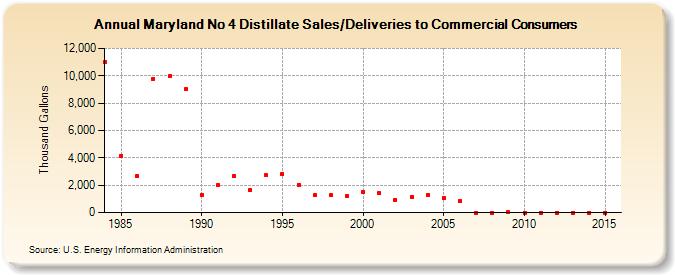 Annual Maryland No 4 Distillate Sales/Deliveries to Commercial Consumers
Thousand Gallons
12,000
10,000
8,000
6,000
4,000
2,000
0
1985 1990 1995 2000 2005 2010 2015
Source: U.S. Energy Information Administration